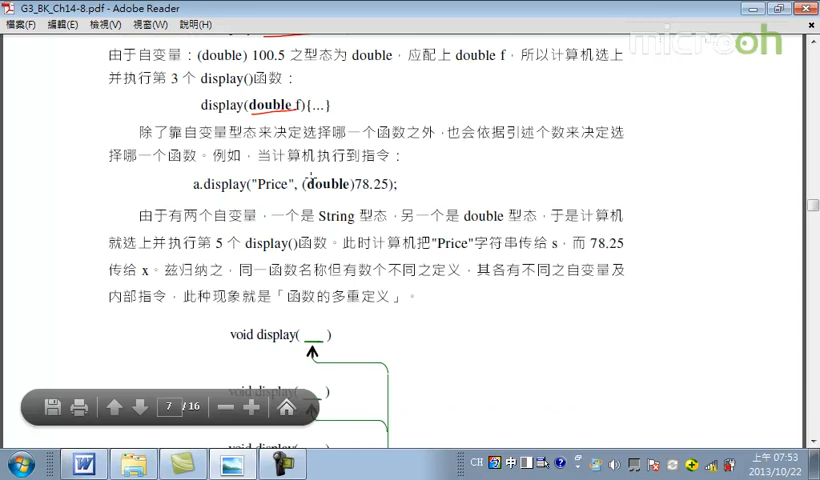 G3_BK_Ch14-8.pdf - Adobe Reader
檔案(F) 編輯(E) 檢視(V) 視窗(W) 說明(H)
microoh
由于自变量：(double) 100.5 之型态为 double，应配上 double f，所以计算机选上
并执行第 3 个 display()函数：
display(double f){...}
除了靠自变量型态来决定选择哪一个函数之外，也会依据引述个数来决定选
择哪一个函数。例如，当计算机执行到指令：
a.display("Price", (double)78.25);
由于有两个自变量，一个是 String 型态，另一个是 double 型态，于是计算机
就选上并执行第 5 个 display()函数。此时计算机把"Price"字符串传给 s，而 78.25
传给 x。兹归纳之，同一函数名称但有数个不同之定义，其各有不同之自变量及
内部指令，此种现象就是「函数的多重定义」。
void display( __ )
void display( __ )
7 / 16
void display( __ )
CH 中
上午 07:53
2013/10/22